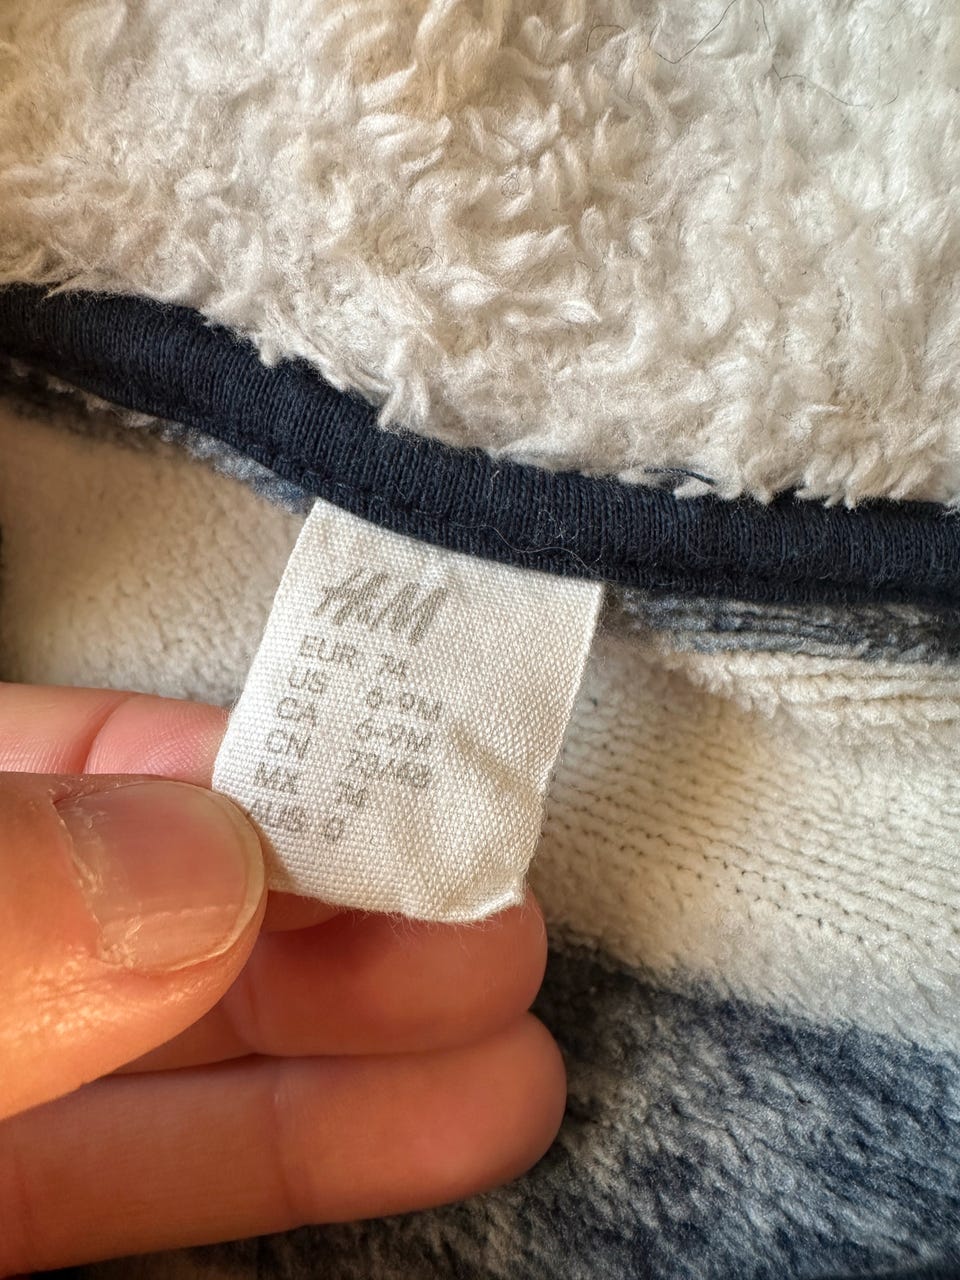 H&M
EUR 74
US 6-9M
CA 6-9M
CN 73/48
MX 74
AUS 0